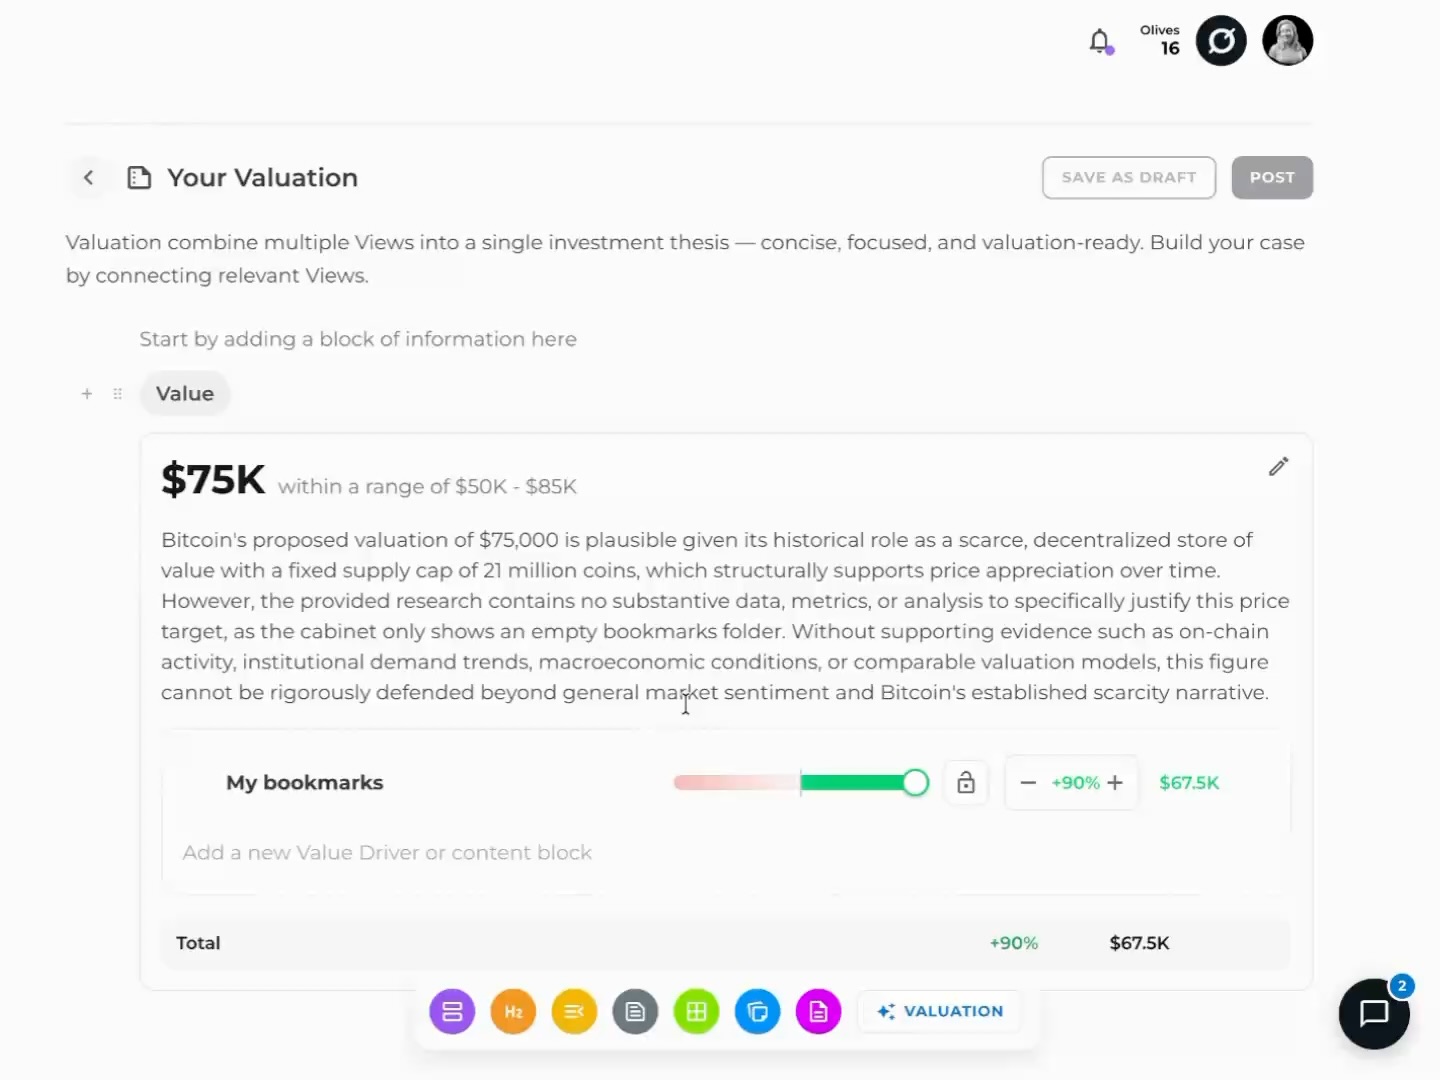 Olives
16
Your Valuation
SAVE AS DRAFT
POST
Valuation combine multiple Views into a single investment thesis — concise, focused, and valuation-ready. Build your case
by connecting relevant Views.
Start by adding a block of information here
Value
$75K within a range of $50K - $85K
Bitcoin's proposed valuation of $75,000 is plausible given its historical role as a scarce, decentralized store of
value with a fixed supply cap of 21 million coins, which structurally supports price appreciation over time.
However, the provided research contains no substantive data, metrics, or analysis to specifically justify this price
target, as the cabinet only shows an empty bookmarks folder. Without supporting evidence such as on-chain
activity, institutional demand trends, macroeconomic conditions, or comparable valuation models, this figure
cannot be rigorously defended beyond general market sentiment and Bitcoin's established scarcity narrative.
My bookmarks
+90%
$67.5K
Add a new Value Driver or content block
Total +90% $67.5K
H2
VALUATION
2